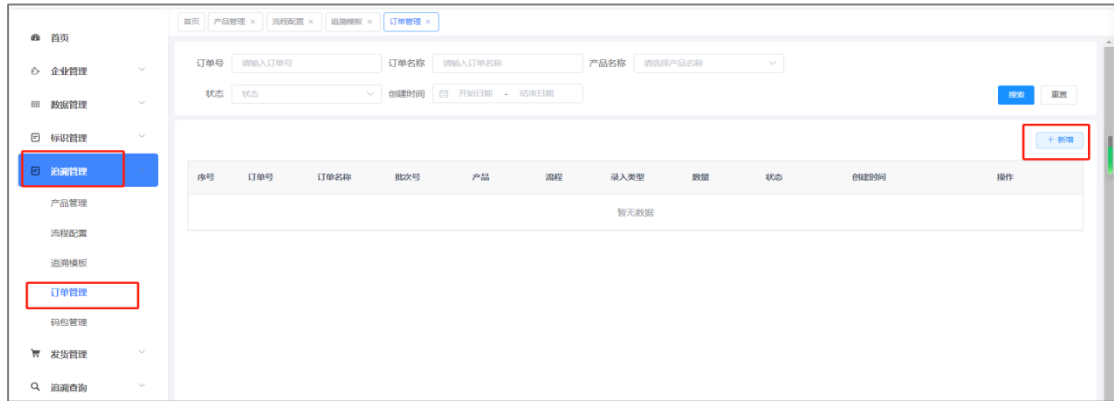 首页 产品管理 × 流程配置 × 追溯模板 × 订单管理 ×
首页
企业管理
数据管理
标识管理
追溯管理
产品管理
流程配置
追溯模板
订单管理
码包管理
发货管理
追溯查询
订单号 请输入订单号 订单名称 请输入订单名称 产品名称 请选择产品名称
状态 状态 创建时间 开始日期 - 结束日期 搜索 重置
+ 新增
序号 订单号 订单名称 批次号 产品 流程 录入类型 数量 状态 创建时间 操作
暂无数据